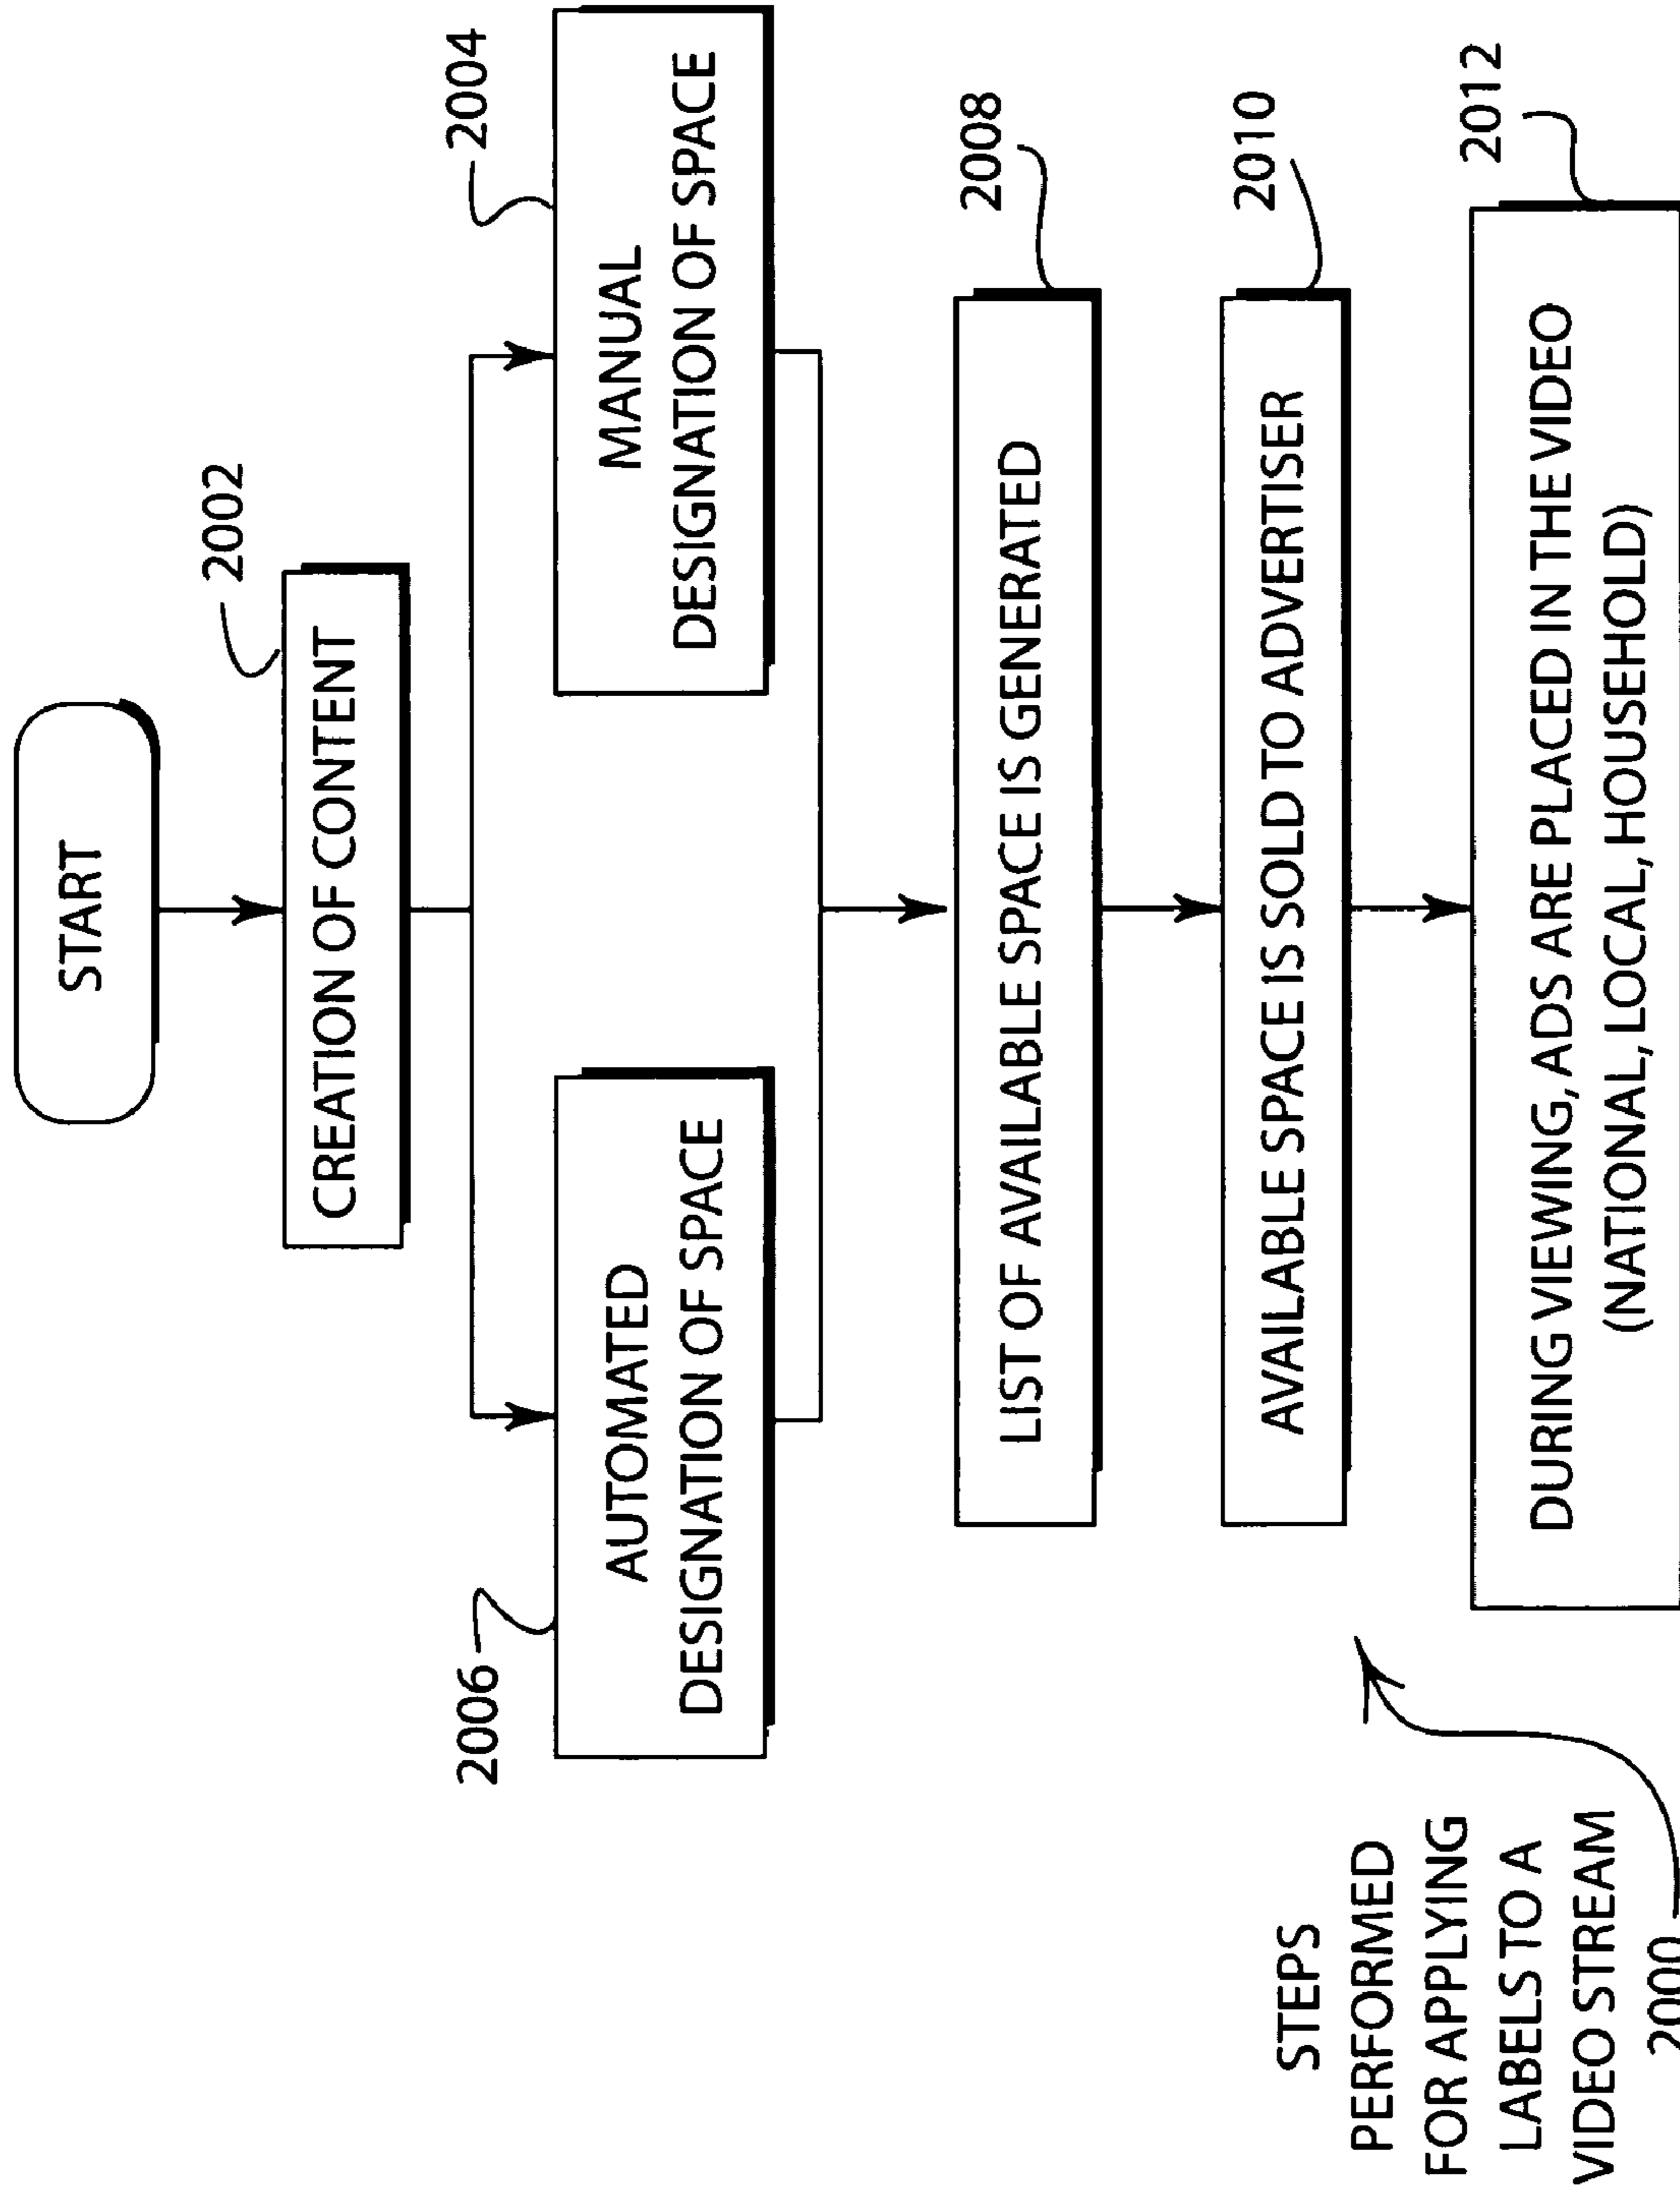 START
2002
CREATION OF CONTENT
2006
AUTOMATED
DESIGNATION OF SPACE
2004
MANUAL
DESIGNATION OF SPACE
2008
LIST OF AVAILABLE SPACE IS GENERATED
2010
AVAILABLE SPACE IS SOLD TO ADVERTISER
2012
DURING VIEWING, ADS ARE PLACED IN THE VIDEO
(NATIONAL, LOCAL, HOUSEHOLD)
STEPS
PERFORMED
FOR APPLYING
LABELS TO A
VIDEO STREAM
2000